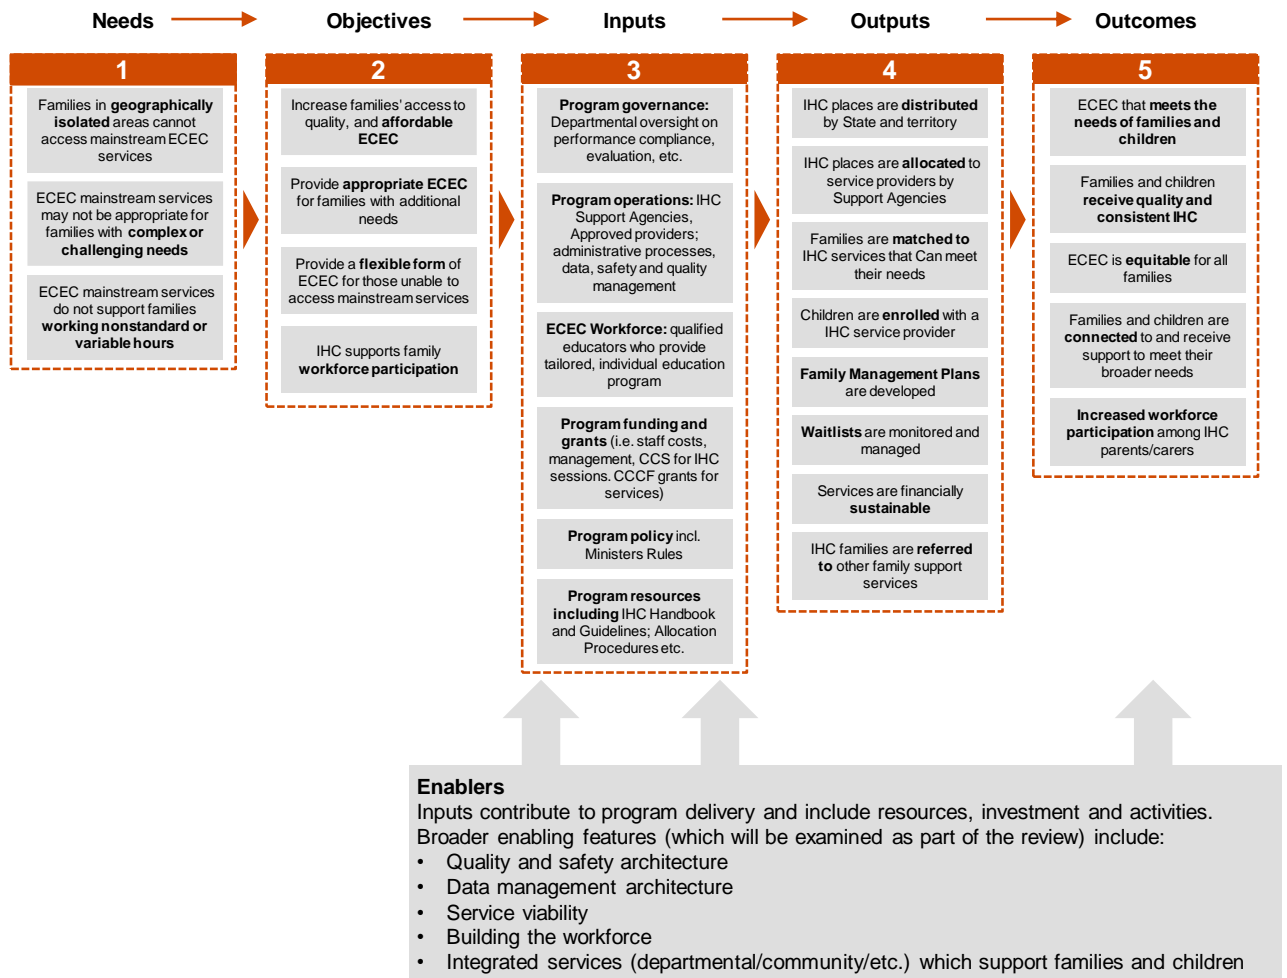 Needs
Objectives
Inputs
Outputs
Outcomes
1
Families in geographically
isolated areas cannot
access mainstream ECEC
services
ECEC mainstream services
may not be appropriate for
families with complex or
challenging needs
ECEC mainstream services
do not support families
working nonstandard or
variable hours
2
Increase families' access to
quality, and affordable
ECEC
Provide appropriate ECEC
for families with additional
needs
Provide a flexible form of
ECEC for those unable to
access mainstream services
IHC supports family
workforce participation
3
Program governance:
Departmental oversight on
performance compliance,
evaluation, etc.
Program operations: IHC
Support Agencies,
Approved providers;
administrative processes,
data, safety and quality
management
ECEC Workforce: qualified
educators who provide
tailored, individual education
program
Program funding and
grants (i.e. staff costs,
management, CCS for IHC
sessions. CCCF grants for
services)
Program policy incl.
Ministers Rules
Program resources
including IHC Handbook
and Guidelines; Allocation
Procedures etc.
4
IHC places are distributed
by State and territory
IHC places are allocated to
service providers by
Support Agencies
Families are matched to
IHC services that Can meet
their needs
Children are enrolled with a
IHC service provider
Family Management Plans
are developed
Waitlists are monitored and
managed
Services are financially
sustainable
IHC families are referred
to other family support
services
5
ECEC that meets the
needs of families and
children
Families and children
receive quality and
consistent IHC
ECEC is equitable for all
families
Families and children are
connected to and receive
support to meet their
broader needs
Increased workforce
participation among IHC
parents/carers
Enablers
Inputs contribute to program delivery and include resources, investment and activities.
Broader enabling features (which will be examined as part of the review) include:
• Quality and safety architecture
• Data management architecture
• Service viability
• Building the workforce
• Integrated services (departmental/community/etc.) which support families and children